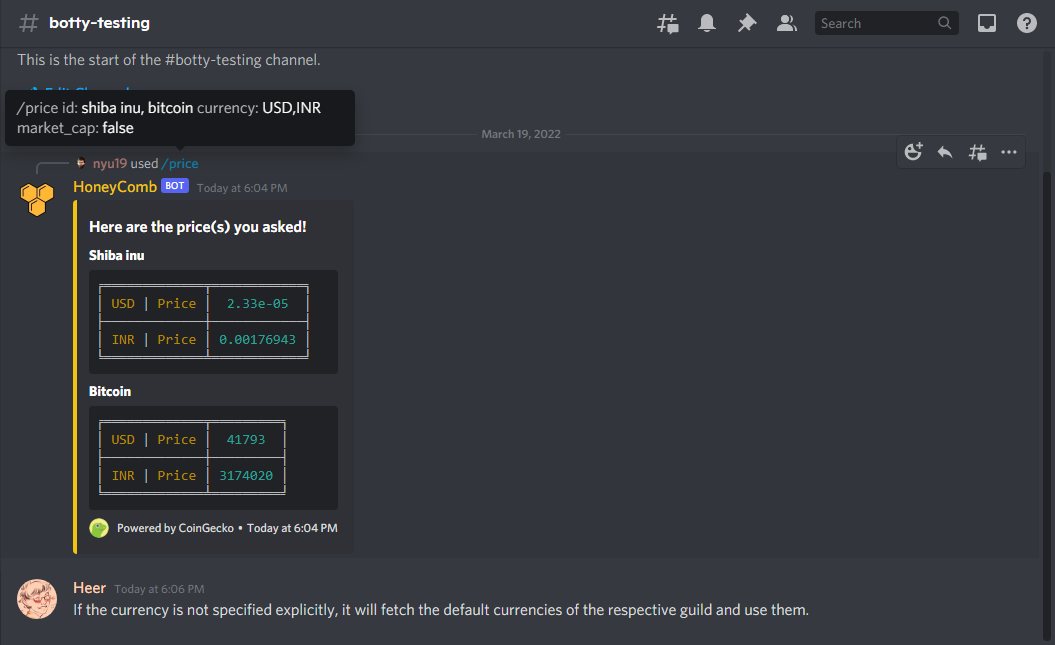 botty-testing
Search
This is the start of the #botty-testing channel.
/price id: shiba inu, bitcoin currency: USD,INR
market_cap: false
March 19, 2022
nyu19 used /price
HoneyComb BOT Today at 6:04 PM
Here are the price(s) you asked!
Shiba inu
USD | Price | 2.33e-05
INR | Price | 0.00176943
Bitcoin
USD | Price | 41793
INR | Price | 3174020
Powered by CoinGecko • Today at 6:04 PM
Heer Today at 6:06 PM
If the currency is not specified explicitly, it will fetch the default currencies of the respective guild and use them.